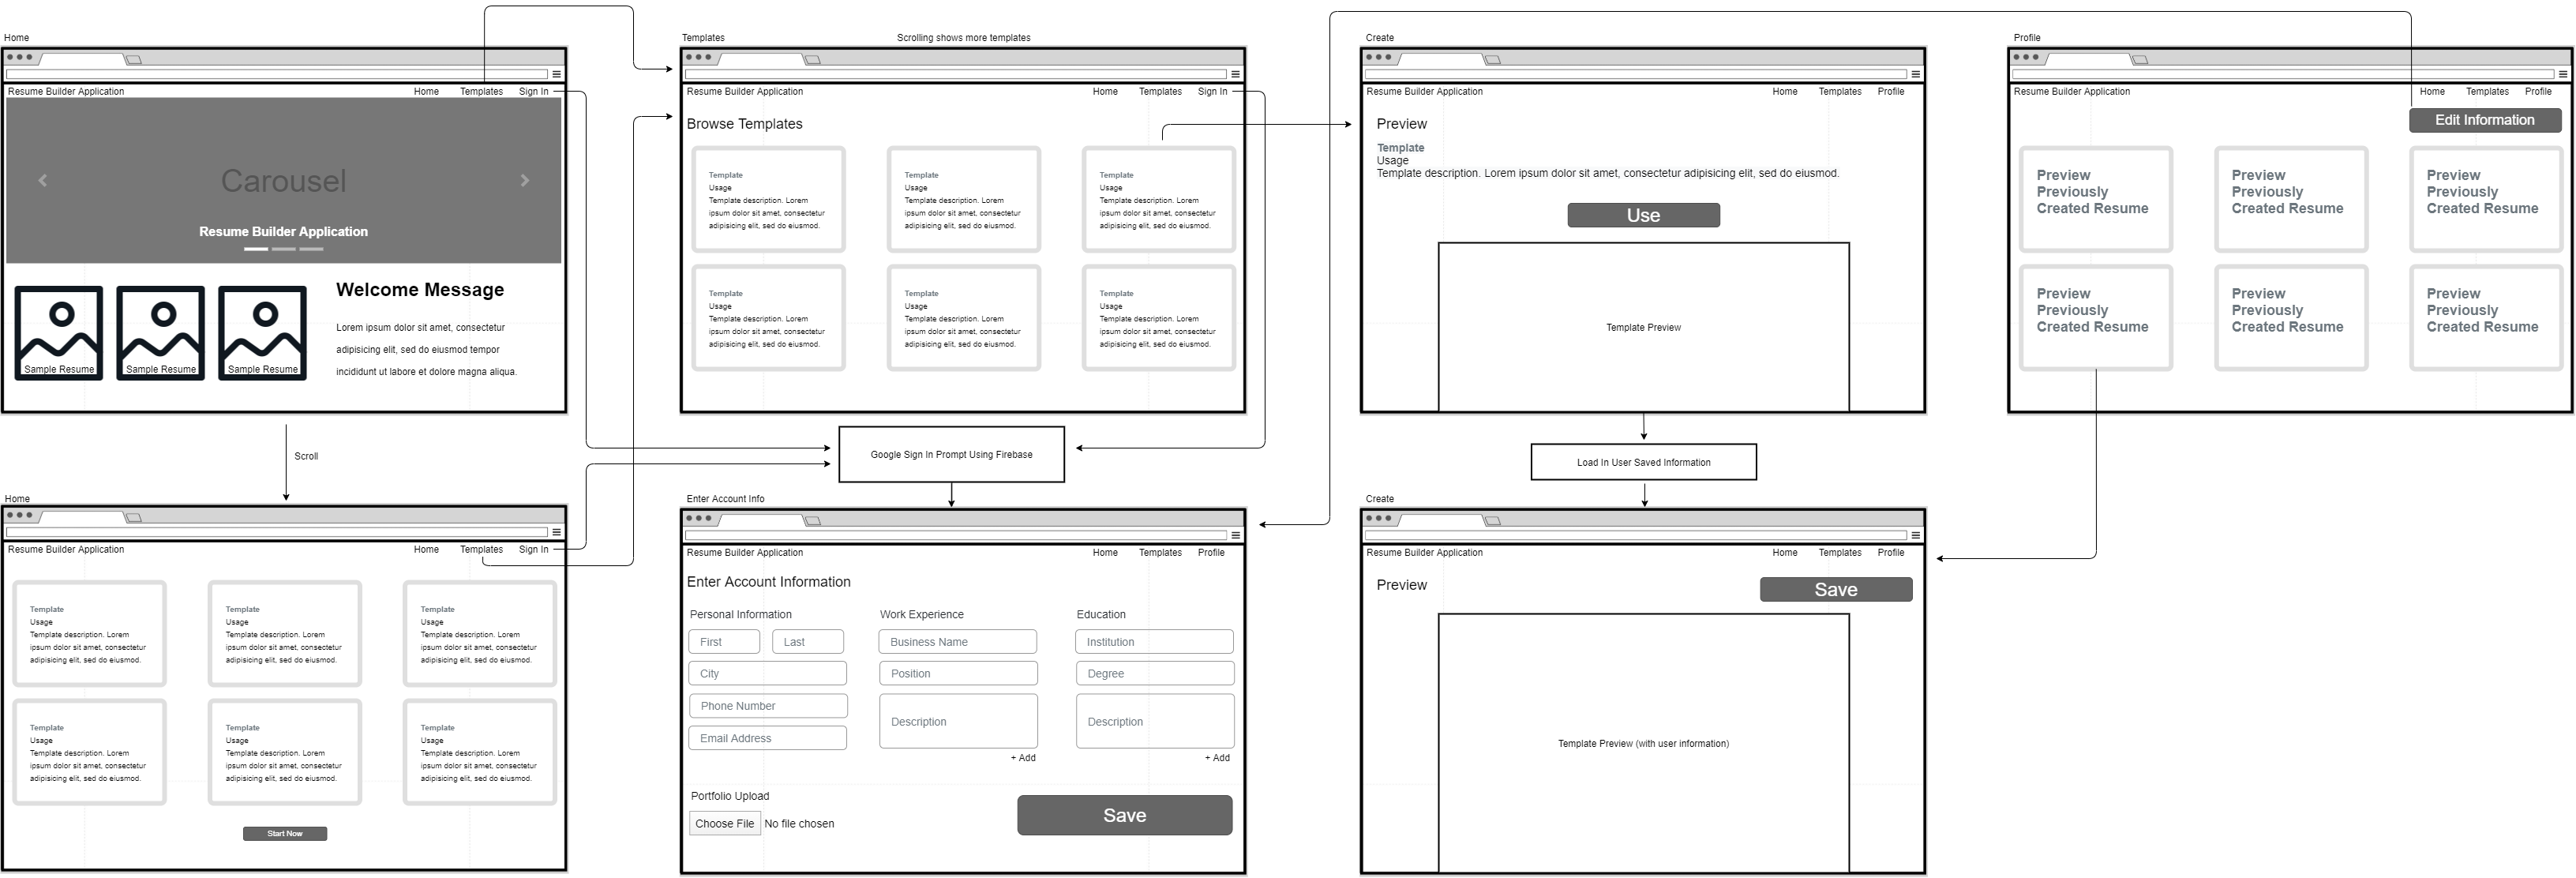 Home
Resume Builder Application
Home Templates Sign In
Carousel
Resume Builder Application
Sample Resume
Sample Resume
Sample Resume
Welcome Message
Lorem ipsum dolor sit amet, consectetur
adipisicing elit, sed do eiusmod tempor
incididunt ut labore et dolore magna aliqua.
Scroll
Templates
Scrolling shows more templates
Resume Builder Application
Home Templates Sign In
Browse Templates
Template
Usage
Template description. Lorem
ipsum dolor sit amet, consectetur
adipisicing elit, sed do eiusmod.
Template
Usage
Template description. Lorem
ipsum dolor sit amet, consectetur
adipisicing elit, sed do eiusmod.
Template
Usage
Template description. Lorem
ipsum dolor sit amet, consectetur
adipisicing elit, sed do eiusmod.
Template
Usage
Template description. Lorem
ipsum dolor sit amet, consectetur
adipisicing elit, sed do eiusmod.
Template
Usage
Template description. Lorem
ipsum dolor sit amet, consectetur
adipisicing elit, sed do eiusmod.
Template
Usage
Template description. Lorem
ipsum dolor sit amet, consectetur
adipisicing elit, sed do eiusmod.
Google Sign In Prompt Using Firebase
Create
Resume Builder Application
Home Templates Profile
Preview
Template
Usage
Template description. Lorem ipsum dolor sit amet, consectetur adipisicing elit, sed do eiusmod.
Use
Template Preview
Load In User Saved Information
Profile
Resume Builder Application
Home Templates Profile
Edit Information
Preview
Previously
Created Resume
Preview
Previously
Created Resume
Preview
Previously
Created Resume
Preview
Previously
Created Resume
Preview
Previously
Created Resume
Preview
Previously
Created Resume
Home
Resume Builder Application
Home Templates Sign In
Template
Usage
Template description. Lorem
ipsum dolor sit amet, consectetur
adipisicing elit, sed do eiusmod.
Template
Usage
Template description. Lorem
ipsum dolor sit amet, consectetur
adipisicing elit, sed do eiusmod.
Template
Usage
Template description. Lorem
ipsum dolor sit amet, consectetur
adipisicing elit, sed do eiusmod.
Template
Usage
Template description. Lorem
ipsum dolor sit amet, consectetur
adipisicing elit, sed do eiusmod.
Template
Usage
Template description. Lorem
ipsum dolor sit amet, consectetur
adipisicing elit, sed do eiusmod.
Template
Usage
Template description. Lorem
ipsum dolor sit amet, consectetur
adipisicing elit, sed do eiusmod.
Start Now
Enter Account Info
Resume Builder Application
Home Templates Profile
Enter Account Information
Personal Information
First Last
City
Phone Number
Email Address
Work Experience
Business Name
Position
Description
+ Add
Education
Institution
Degree
Description
+ Add
Portfolio Upload
Choose File No file chosen
Save
Create
Resume Builder Application
Home Templates Profile
Preview
Save
Template Preview (with user information)